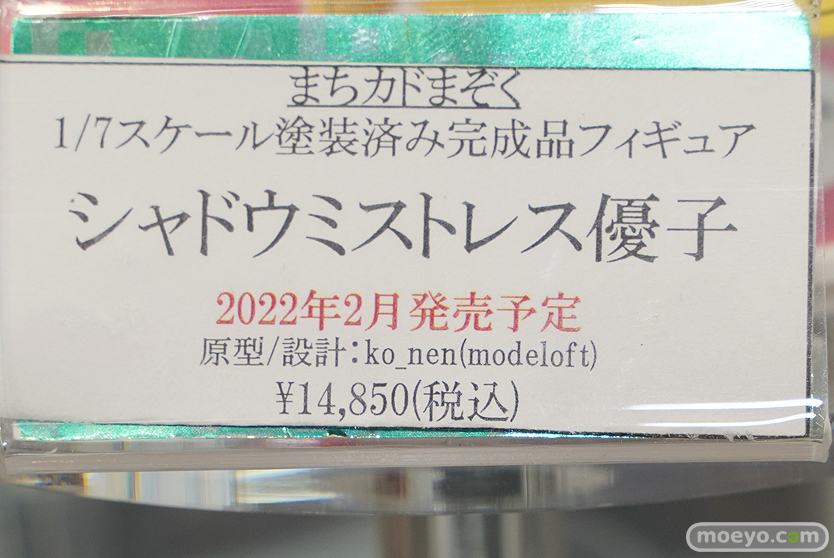 まちカドまぞく
1/7スケール塗装済み完成品フィギュア
シャドウミストレス優子
2022年2月発売予定
原型/設計：ko_nen(modeloft)
¥14,850(税込)
moeyo.com